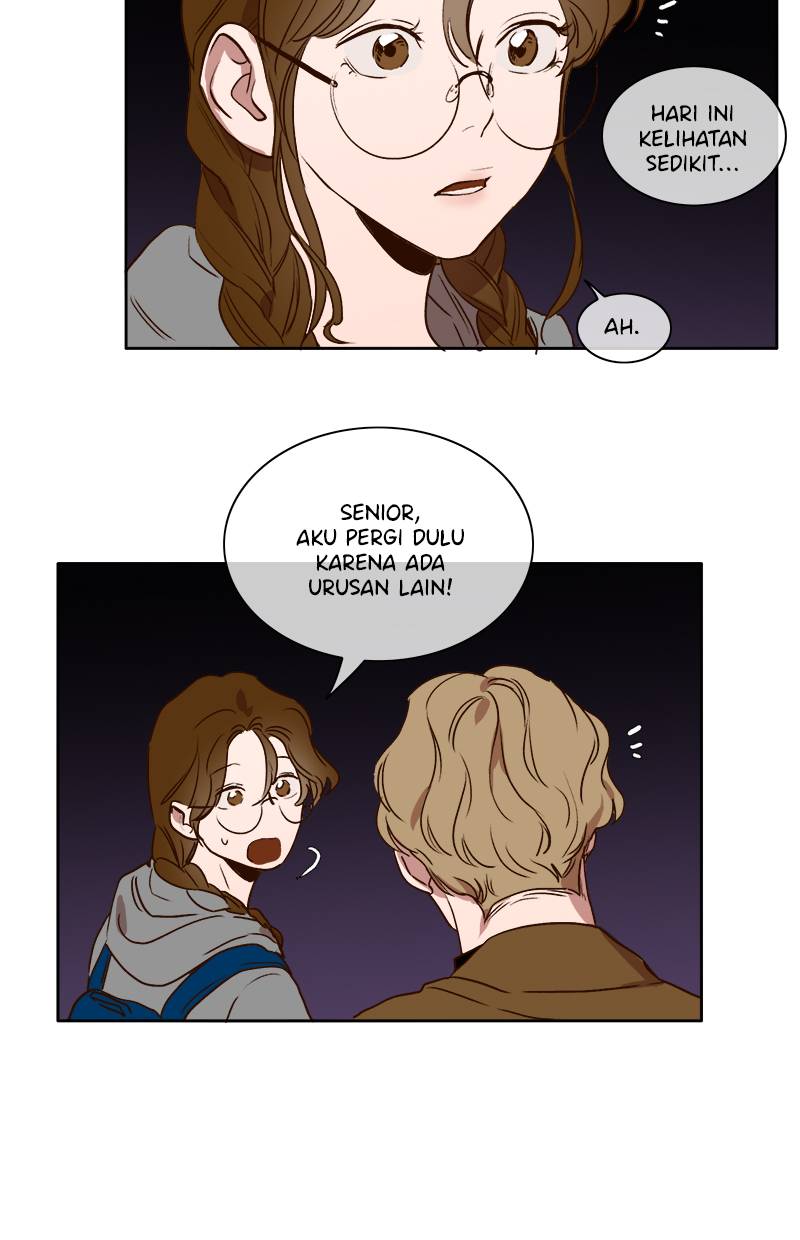 HARI INI
KELIHATAN
SEDIKIT...
AH.
SENIOR,
AKU PERGI DULU
KARENA ADA
URUSAN LAIN!